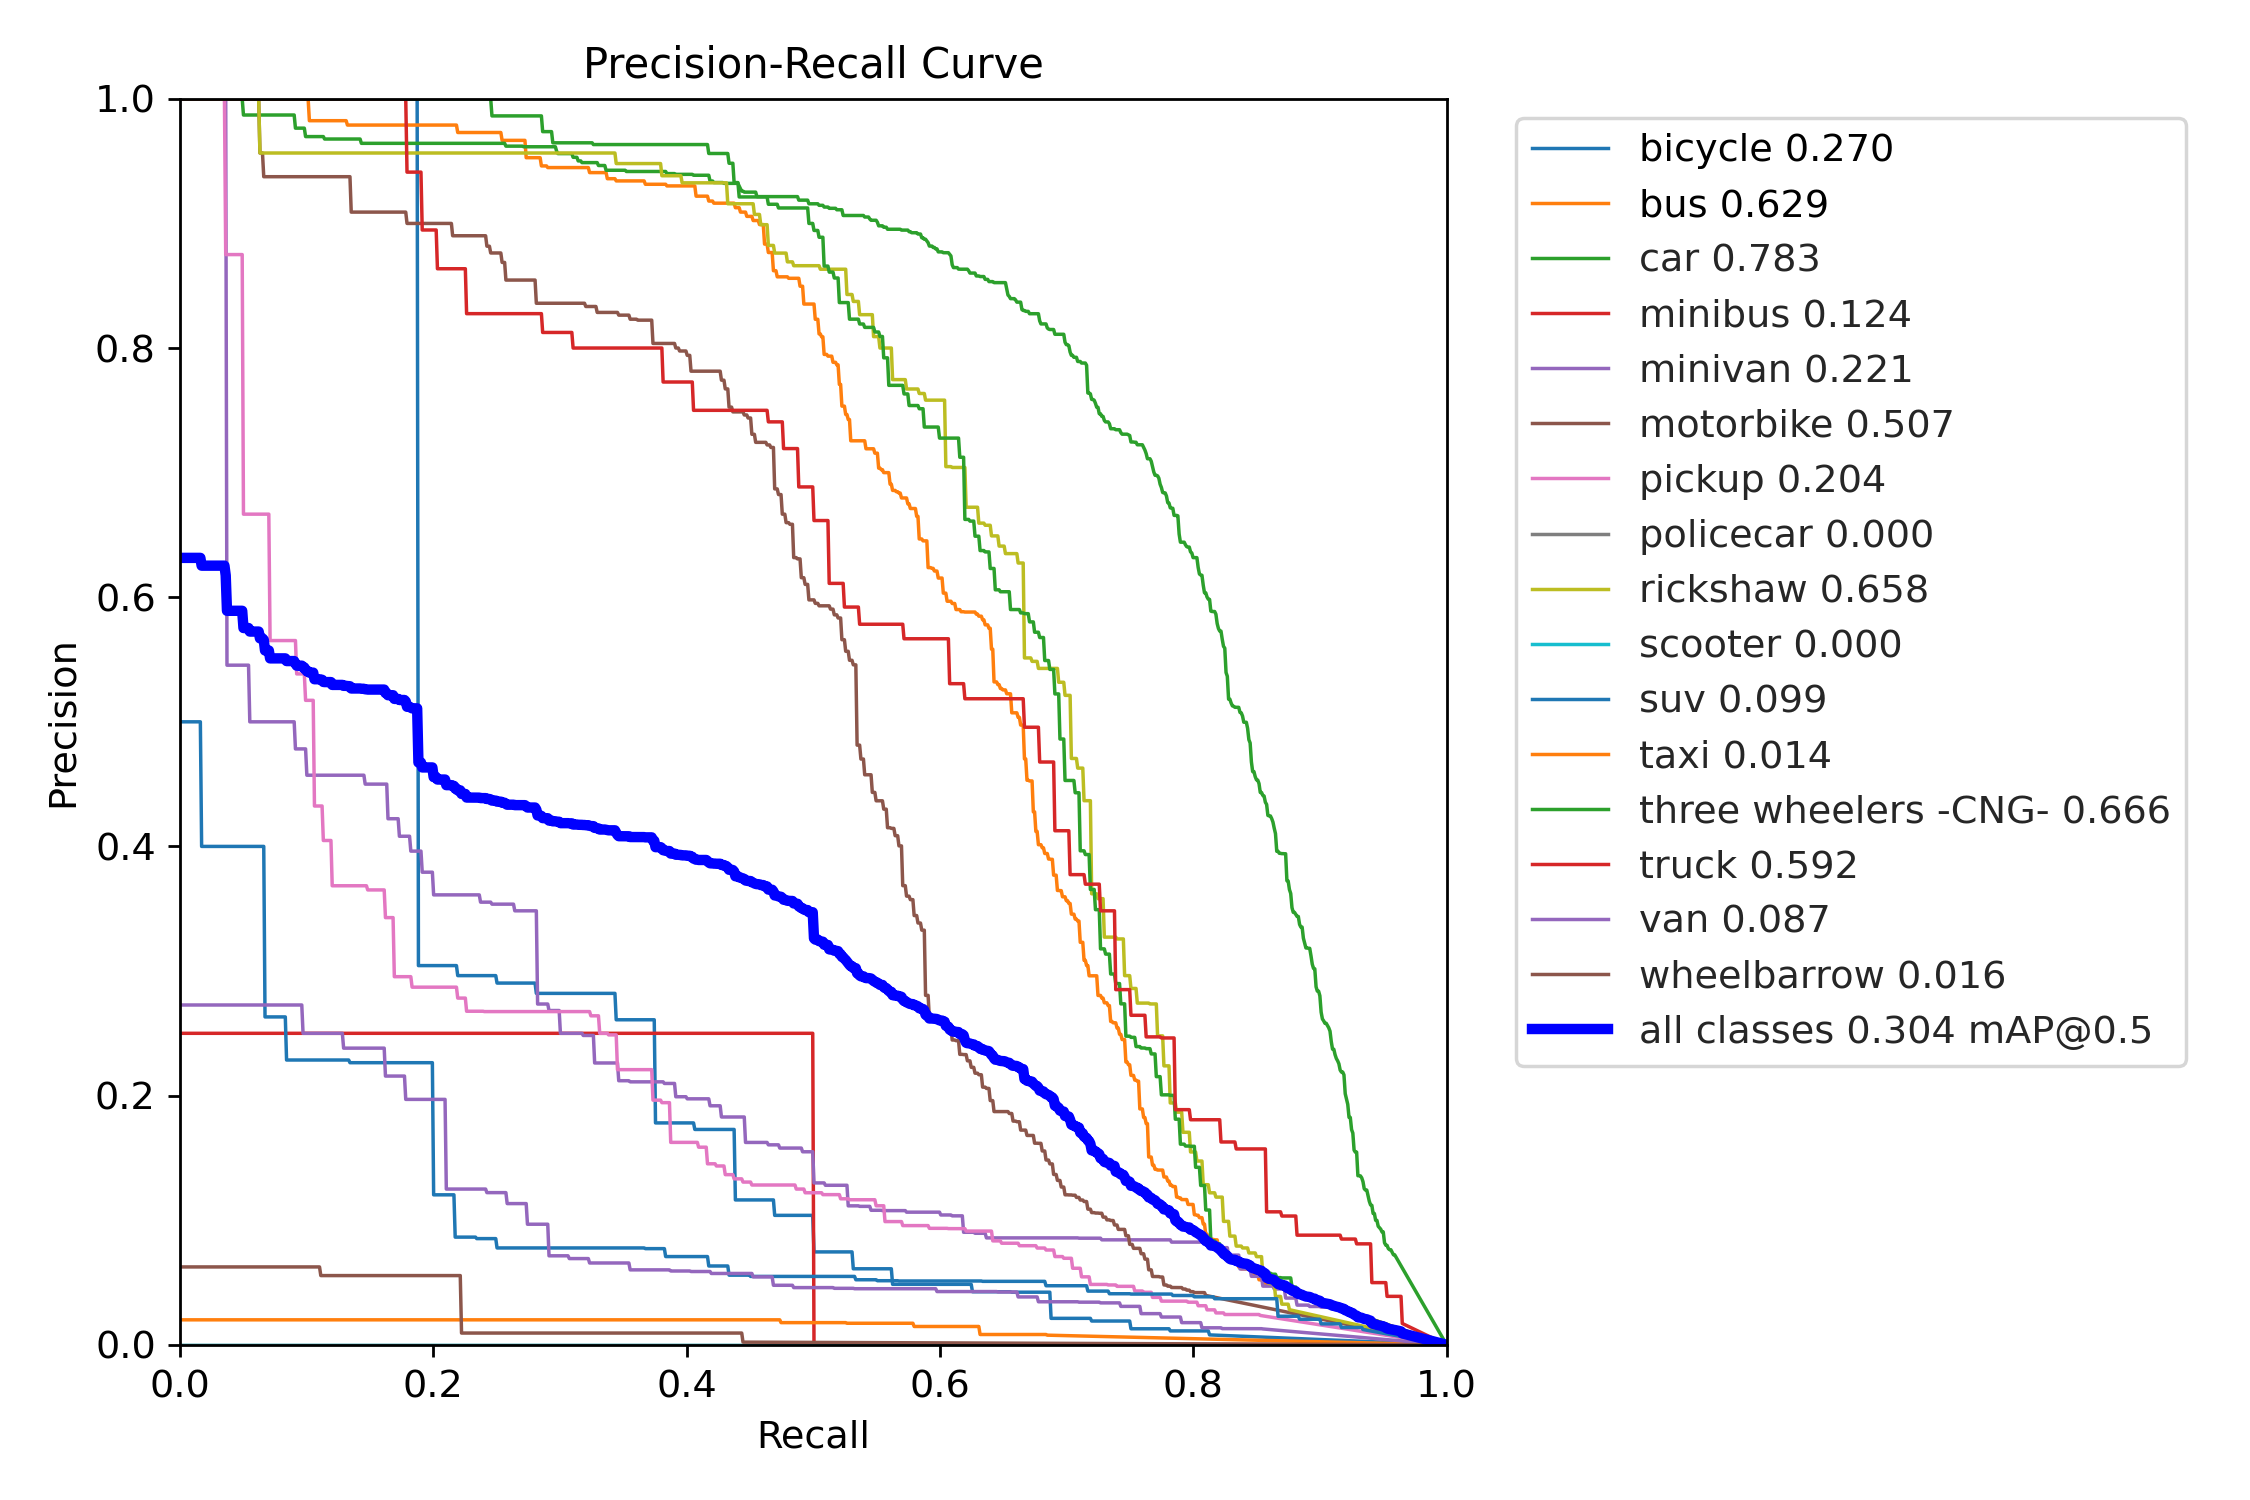 Precision-Recall Curve
1.0
0.8
0.6
0.4
0.2
0.0
Precision
0.0 0.2 0.4 0.6 0.8 1.0
Recall
bicycle 0.270
bus 0.629
car 0.783
minibus 0.124
minivan 0.221
motorbike 0.507
pickup 0.204
policecar 0.000
rickshaw 0.658
scooter 0.000
suv 0.099
taxi 0.014
three wheelers -CNG- 0.666
truck 0.592
van 0.087
wheelbarrow 0.016
all classes 0.304 mAP@0.5